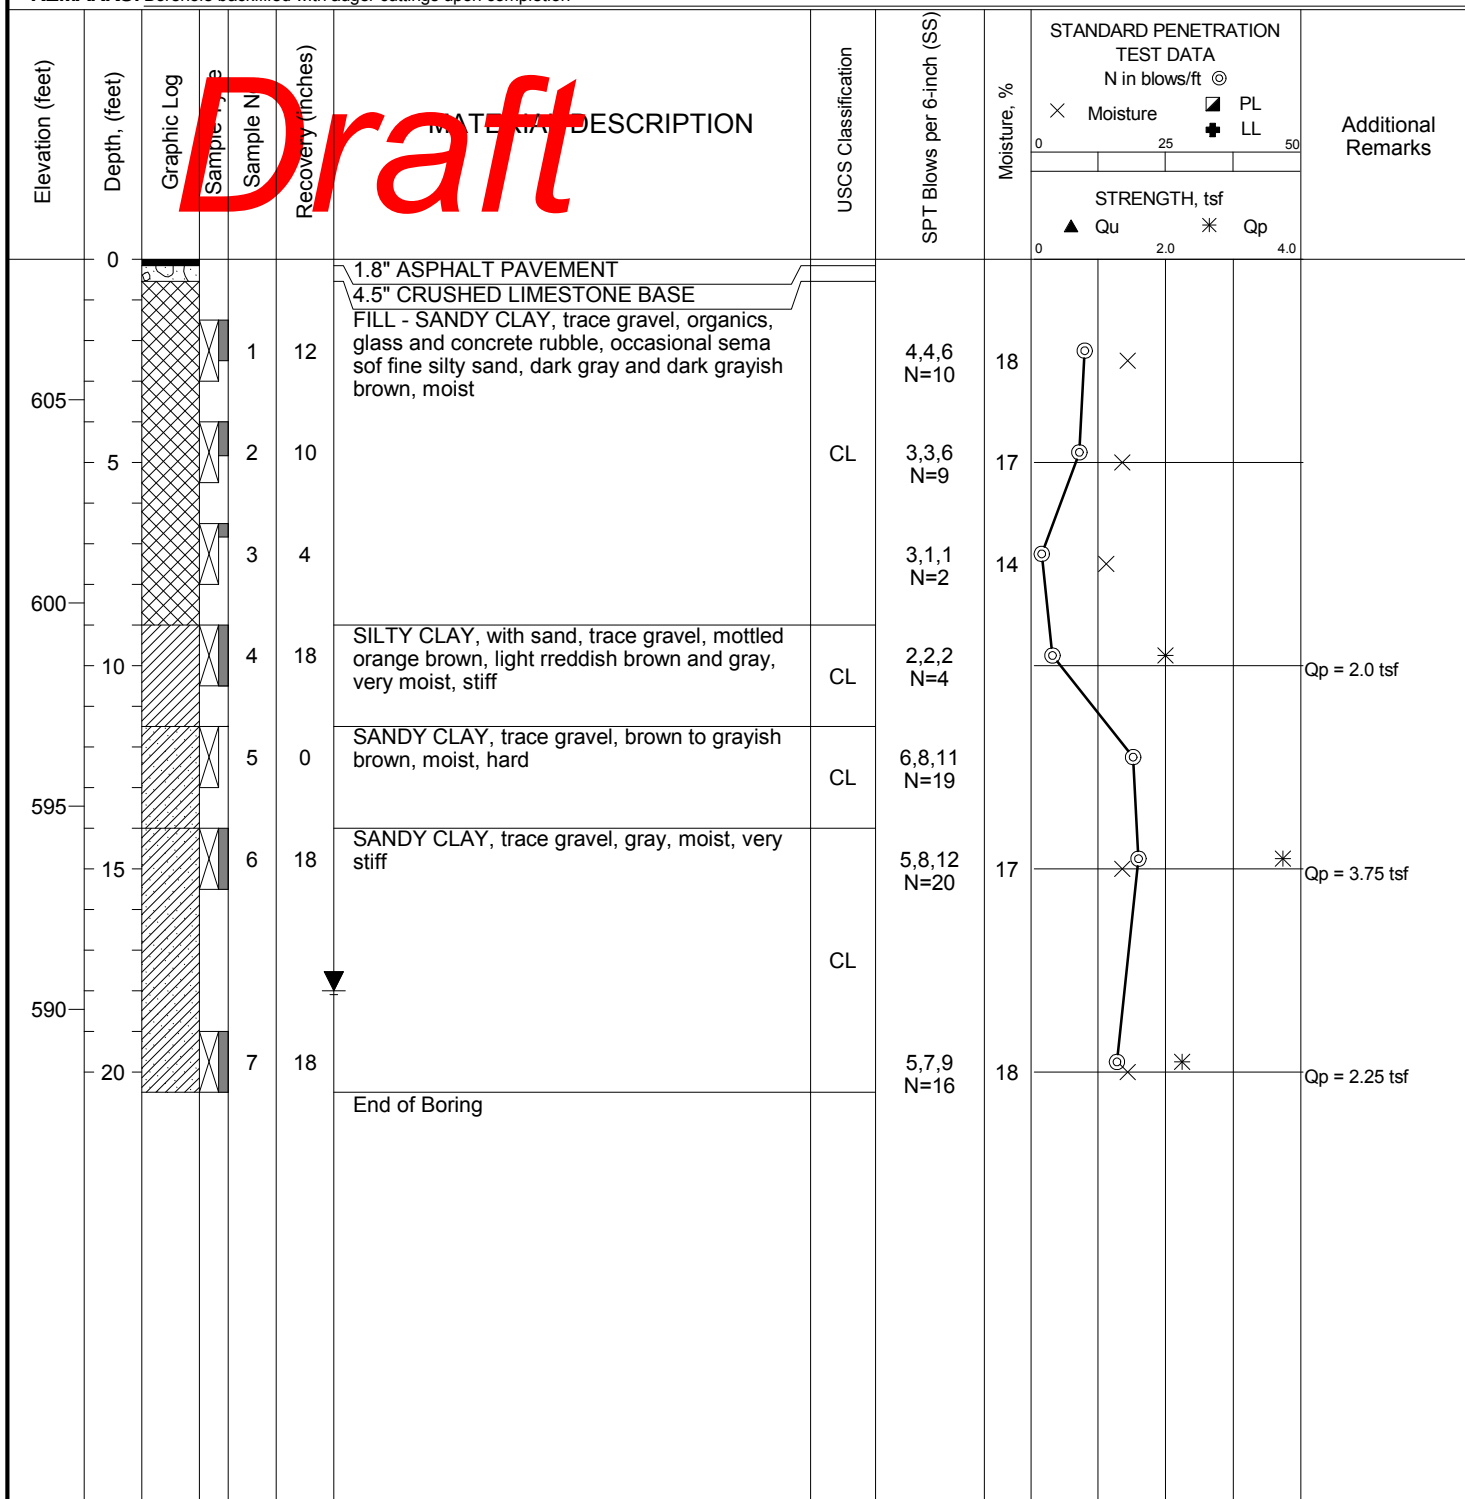 Elevation (feet)
Depth, (feet)
Graphic Log
Sample No
Recovery (inches)
MATERIAL DESCRIPTION
USCS Classification
SPT Blows per 6-inch (SS)
Moisture, %
STANDARD PENETRATION
TEST DATA
N in blows/ft
Moisture
PL
LL
0 25 50
STRENGTH, tsf
Qu Qp
0 2.0 4.0
Additional
Remarks
Draft
0
1.8" ASPHALT PAVEMENT
4.5" CRUSHED LIMESTONE BASE
FILL - SANDY CLAY, trace gravel, organics,
glass and concrete rubble, occasional sema
sof fine silty sand, dark gray and dark grayish
brown, moist
1 12 4,4,6 18
N=10
605
5 2 10 CL 3,3,6 17
N=9
3 4 3,1,1 14
N=2
600
SILTY CLAY, with sand, trace gravel, mottled
orange brown, light rreddish brown and gray,
very moist, stiff
10 4 18 CL 2,2,2 Qp = 2.0 tsf
N=4
SANDY CLAY, trace gravel, brown to grayish
brown, moist, hard
5 0 CL 6,8,11
N=19
595
SANDY CLAY, trace gravel, gray, moist, very
stiff
15 6 18 5,8,12 17 Qp = 3.75 tsf
N=20
CL
590
20 7 18 5,7,9 18 Qp = 2.25 tsf
N=16
End of Boring